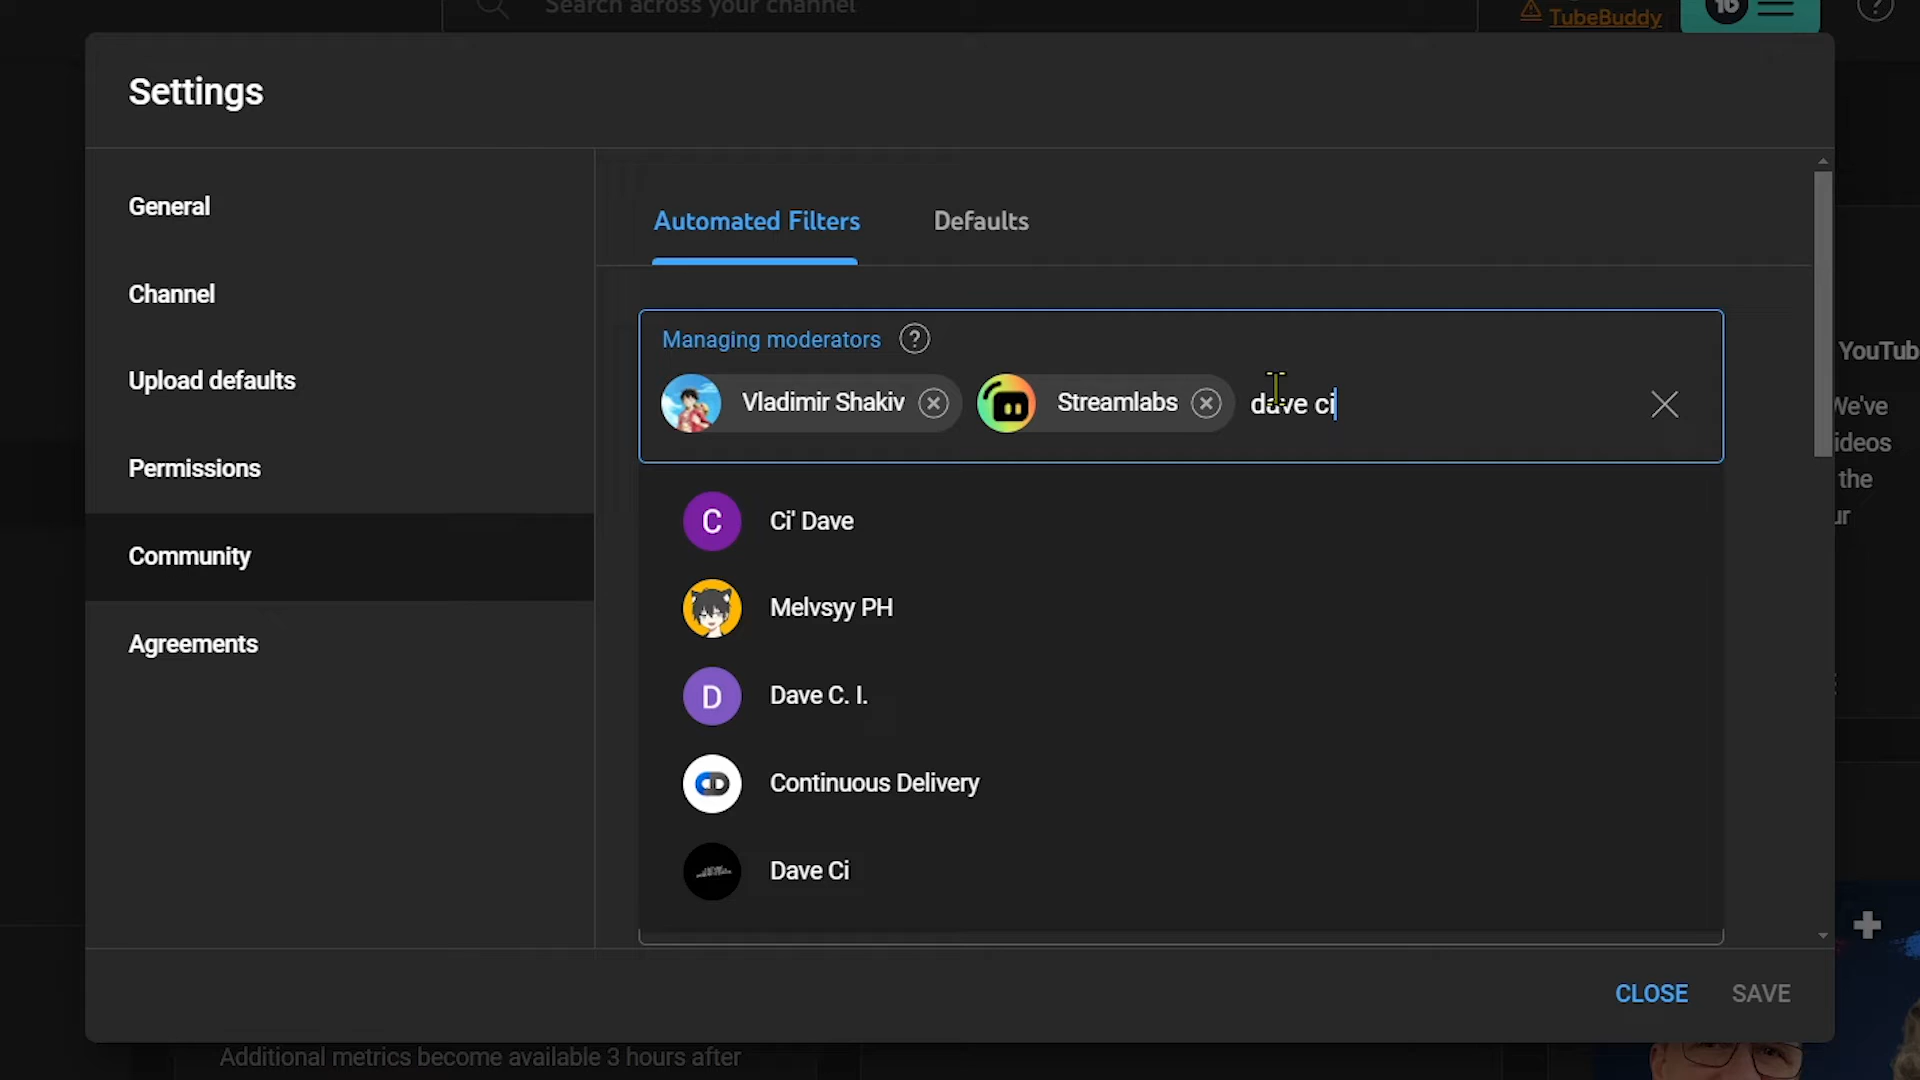 Search across your channel
TubeBuddy
Settings
General
Channel
Upload defaults
Permissions
Community
Agreements
Automated Filters
Defaults
Managing moderators ?
Vladimir Shakiv
Streamlabs
dave ci
C
Ci' Dave
Melvsyy PH
D
Dave C. I.
Continuous Delivery
Dave Ci
YouTub
We've
ideos
the
ur
CLOSE
SAVE
Additional metrics become available 3 hours after